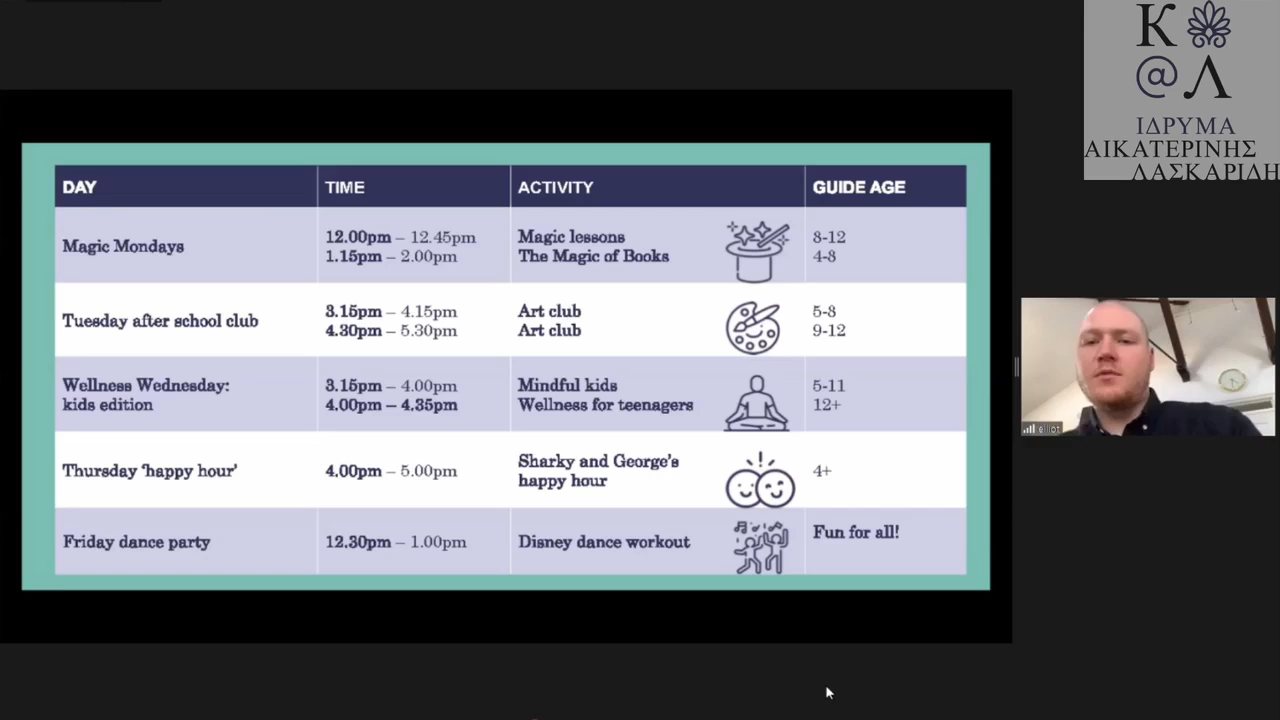 K
@Λ
ΙΔΡΥΜΑ
ΑΙΚΑΤΕΡΙΝΗΣ
ΛΑΣΚΑΡΙΔΗ
DAY TIME ACTIVITY GUIDE AGE
Magic Mondays
12.00pm – 12.45pm Magic lessons 8-12
1.15pm – 2.00pm The Magic of Books 4-8
Tuesday after school club
3.15pm – 4.15pm Art club 5-8
4.30pm – 5.30pm Art club 9-12
Wellness Wednesday: 3.15pm – 4.00pm Mindful kids 5-11
kids edition 4.00pm – 4.35pm Wellness for teenagers 12+
Thursday ‘happy hour’ 4.00pm – 5.00pm
Sharky and George’s
happy hour
4+
Friday dance party 12.30pm – 1.00pm Disney dance workout
Fun for all!
elliot